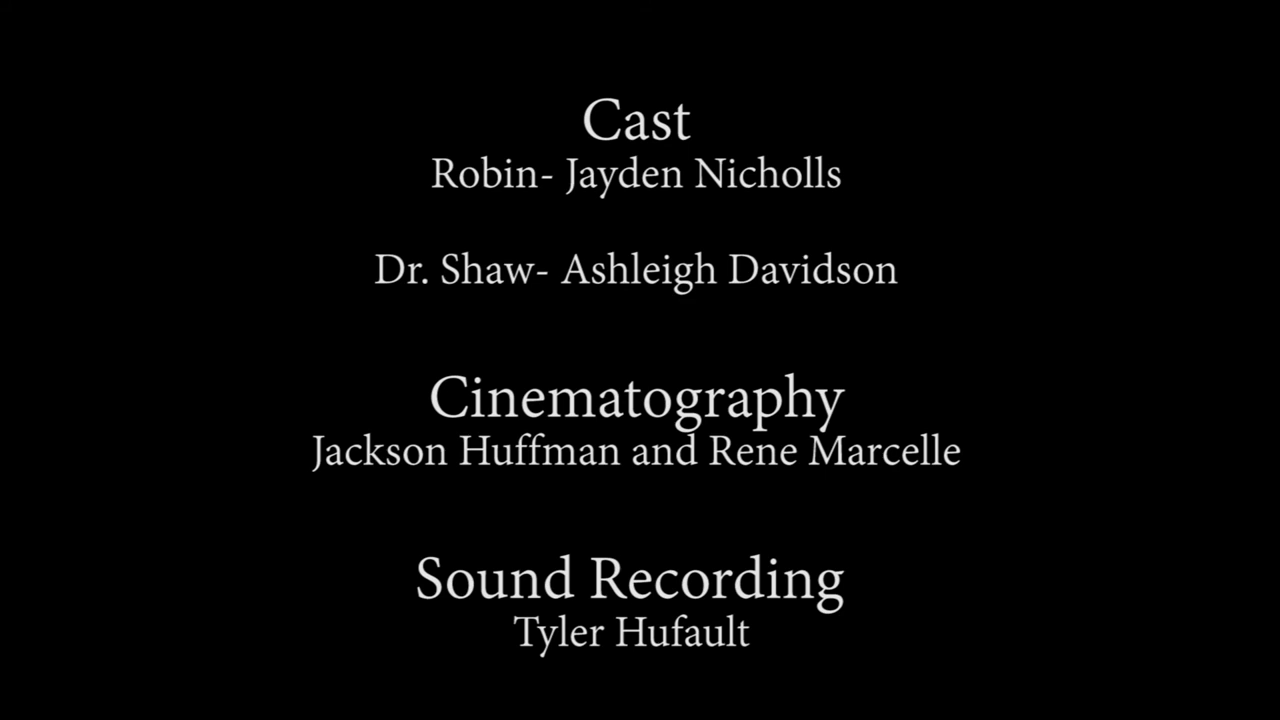 Cast
Robin- Jayden Nicholls
Dr. Shaw- Ashleigh Davidson
Cinematography
Jackson Huffman and Rene Marcelle
Sound Recording
Tyler Hufault